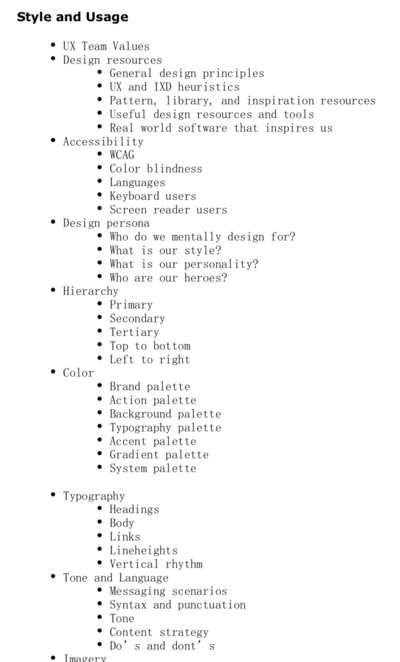 Style and Usage
UX Team Values
Design resources
General design principles
UX and IXD heuristics
Pattern, library, and inspiration resources
Useful design resources and tools
Real world software that inspires us
Accessibility
WCAG
Color blindness
Languages
Keyboard users
Screen reader users
Design persona
Who do we mentally design for?
What is our style?
What is our personality?
Who are our heroes?
Hierarchy
Primary
Secondary
Tertiary
Top to bottom
Left to right
Color
Brand palette
Action palette
Background palette
Typography palette
Accent palette
Gradient palette
System palette
Typography
Headings
Body
Links
Lineheights
Vertical rhythm
Tone and Language
Messaging scenarios
Syntax and punctuation
Tone
Content strategy
Do’s and dont’s
Imagery